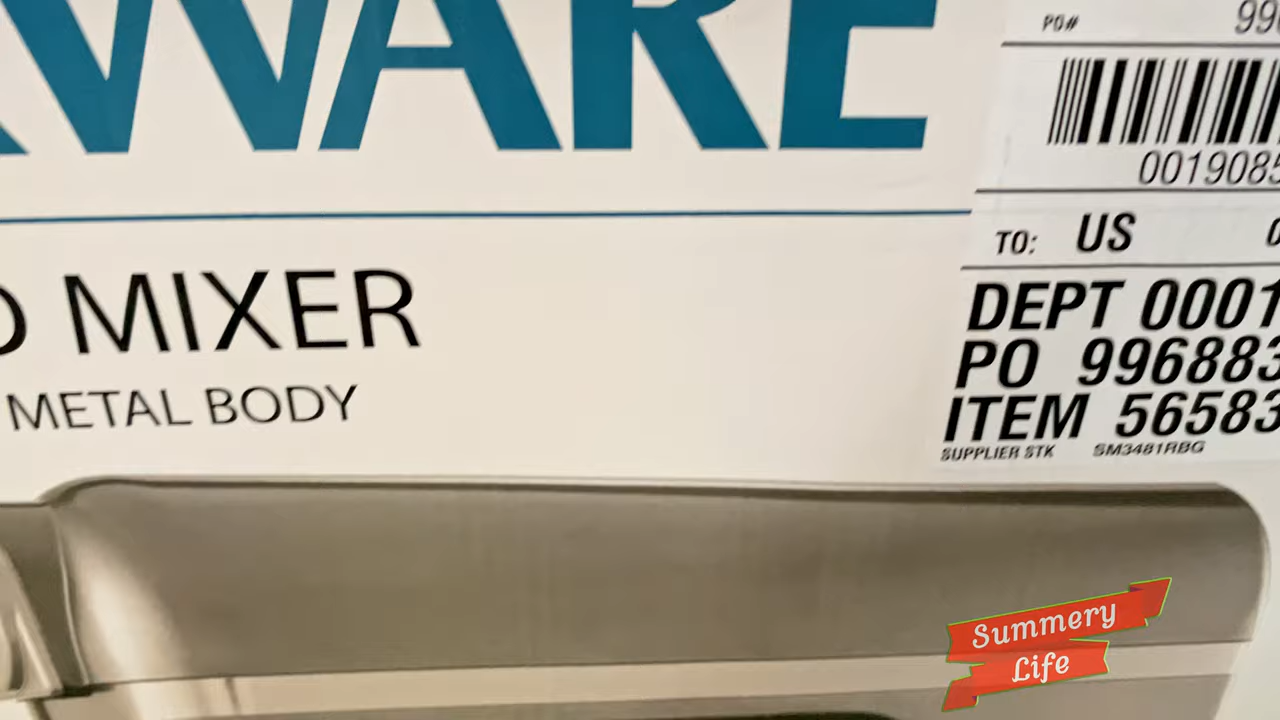 WARE
MIXER
METAL BODY
PO#
0019085
TO: US
DEPT 0001
PO 996883
ITEM 56583
SUPPLIER STK SM3481RBG
Summery
Life